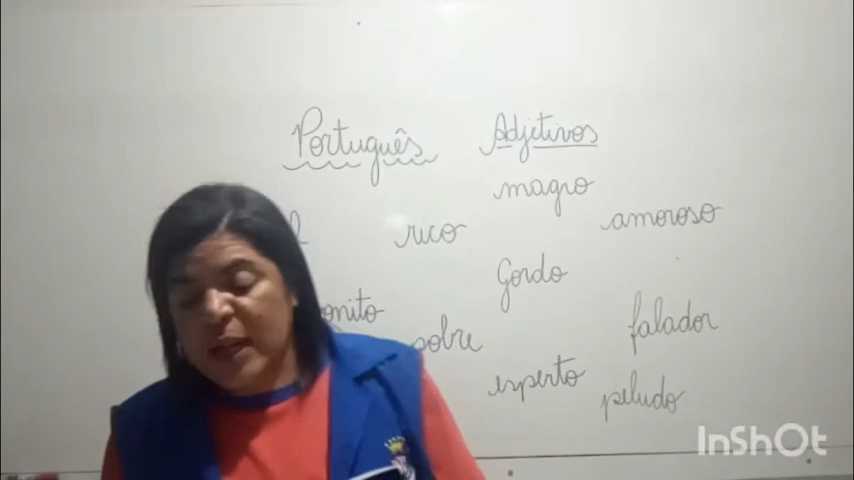 Português Adjetivos
magro
rico amoroso
Gordo
falador
esperto peludo
InShOt